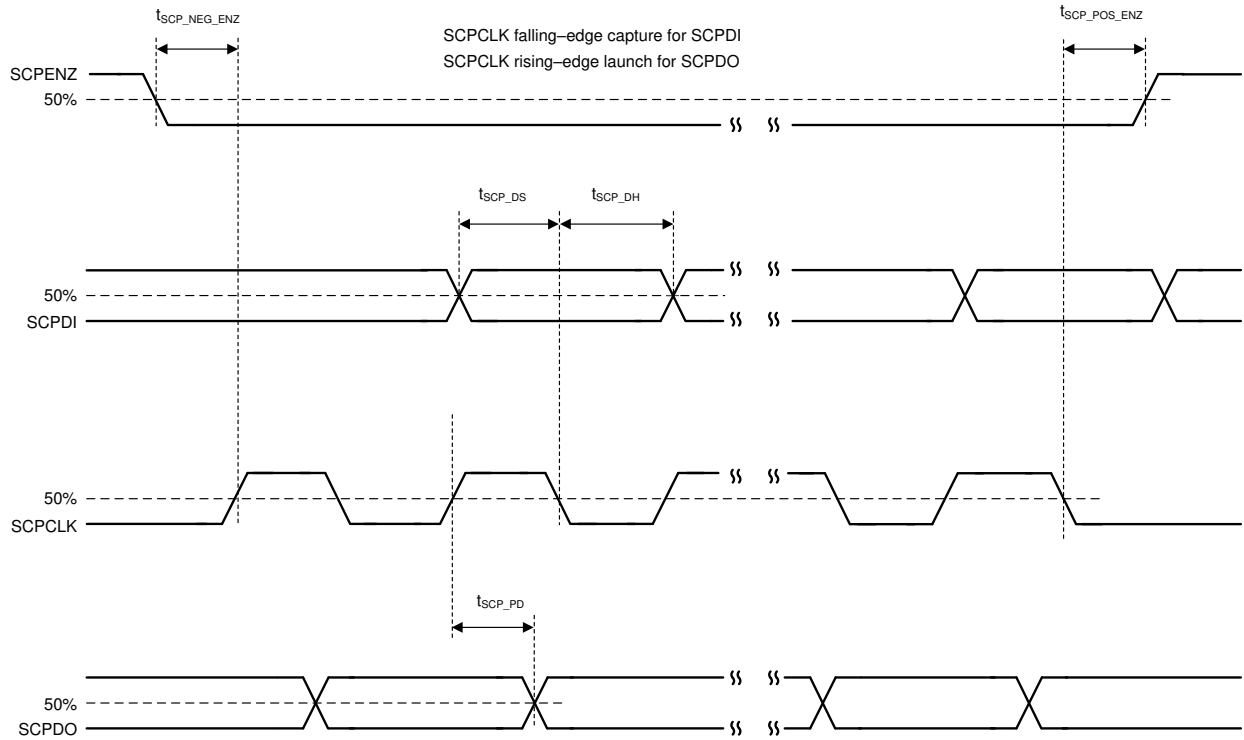 tSCP_NEG_ENZ
tSCP_POS_ENZ
SCPCLK falling–edge capture for SCPDI
SCPCLK rising–edge launch for SCPDO
SCPENZ
50%
tSCP_DS
tSCP_DH
50%
SCPDI
50%
SCPCLK
tSCP_PD
50%
SCPDO